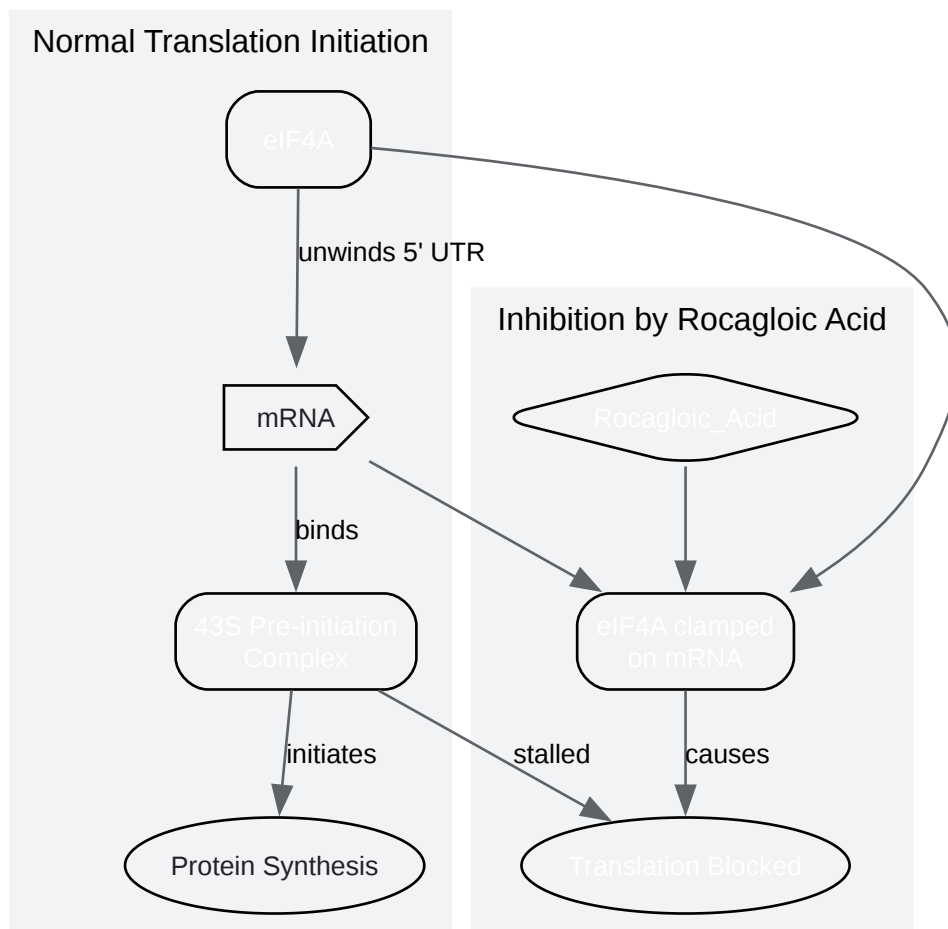 Normal Translation Initiation
eIF4A
unwinds 5' UTR
Inhibition by Rocagloic Acid
mRNA
Rocagloic_Acid
binds
43S Pre-initiation
Complex
eIF4A clamped
on mRNA
initiates
stalled
causes
Protein Synthesis
Translation Blocked